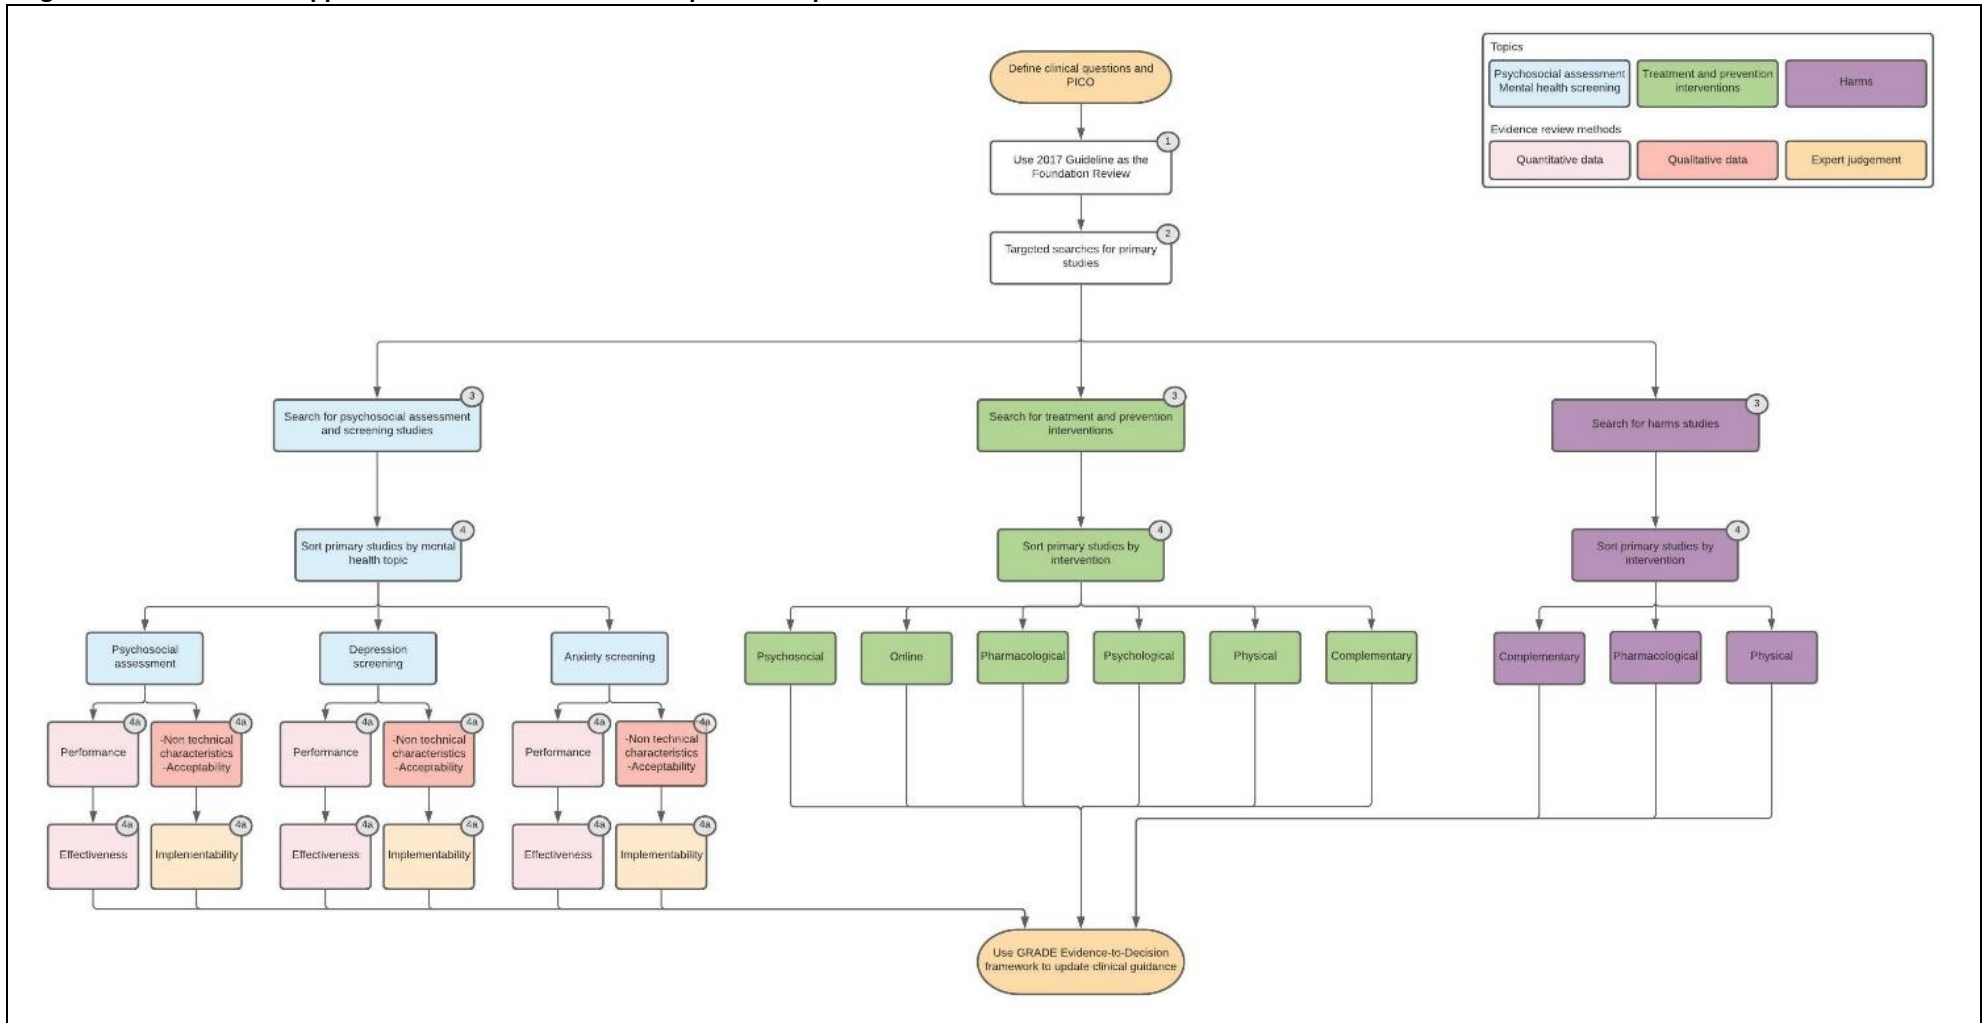 Define clinical questions and
PICO
Topics
Psychosocial assessment
Mental health screening
Treatment and prevention
interventions
Harms
Evidence review methods
Quantitative data
Qualitative data
Expert judgement
1
Use 2017 Guideline as the
Foundation Review
2
Targeted searches for primary
studies
3
Search for psychosocial assessment
and screening studies
3
Search for treatment and prevention
interventions
3
Search for harms studies
4
Sort primary studies by mental
health topic
4
Sort primary studies by
intervention
4
Sort primary studies by
intervention
Psychosocial
assessment
Depression
screening
Anxiety screening
Psychosocial
Online
Pharmacological
Psychological
Physical
Complementary
Complementary
Pharmacological
Physical
4a
Performance
4a
-Non technical
characteristics
-Acceptability
4a
Performance
4a
-Non technical
characteristics
-Acceptability
4a
Performance
4a
-Non technical
characteristics
-Acceptability
4a
Effectiveness
4a
Implementability
4a
Effectiveness
4a
Implementability
4a
Effectiveness
4a
Implementability
Use GRADE Evidence-to-Decision
framework to update clinical guidance